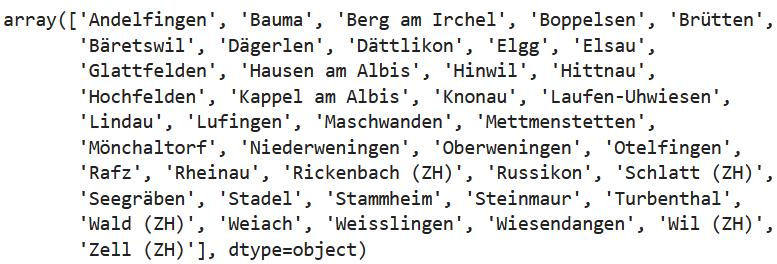 array(['Andelfingen', 'Bauma', 'Berg am Irchel', 'Boppelsen', 'Brütten',
'Bäretswil', 'Dägerlen', 'Dättlikon', 'Elgg', 'Elsau',
'Glattfelden', 'Hausen am Albis', 'Hinwil', 'Hittnau',
'Hochfelden', 'Kappel am Albis', 'Knonau', 'Laufen-Uhwiesen',
'Lindau', 'Lufingen', 'Maschwanden', 'Mettmenstetten',
'Mönchaltorf', 'Niederweningen', 'Oberweningen', 'Otelfingen',
'Rafz', 'Rheinau', 'Rickenbach (ZH)', 'Russikon', 'Schlatt (ZH)',
'Seegräben', 'Stadel', 'Stammheim', 'Steinmaur', 'Turbenthal',
'Wald (ZH)', 'Weiach', 'Weisslingen', 'Wiesendangen', 'Wil (ZH)',
'Zell (ZH)'], dtype=object)